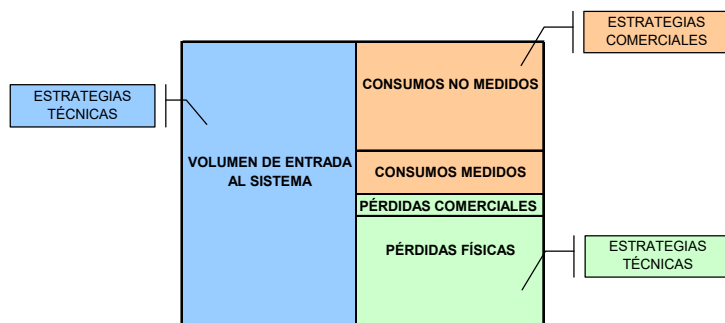 ESTRATEGIAS
COMERCIALES
CONSUMOS NO MEDIDOS
ESTRATEGIAS
TÉCNICAS
VOLUMEN DE ENTRADA
AL SISTEMA
CONSUMOS MEDIDOS
PÉRDIDAS COMERCIALES
PÉRDIDAS FÍSICAS
ESTRATEGIAS
TÉCNICAS